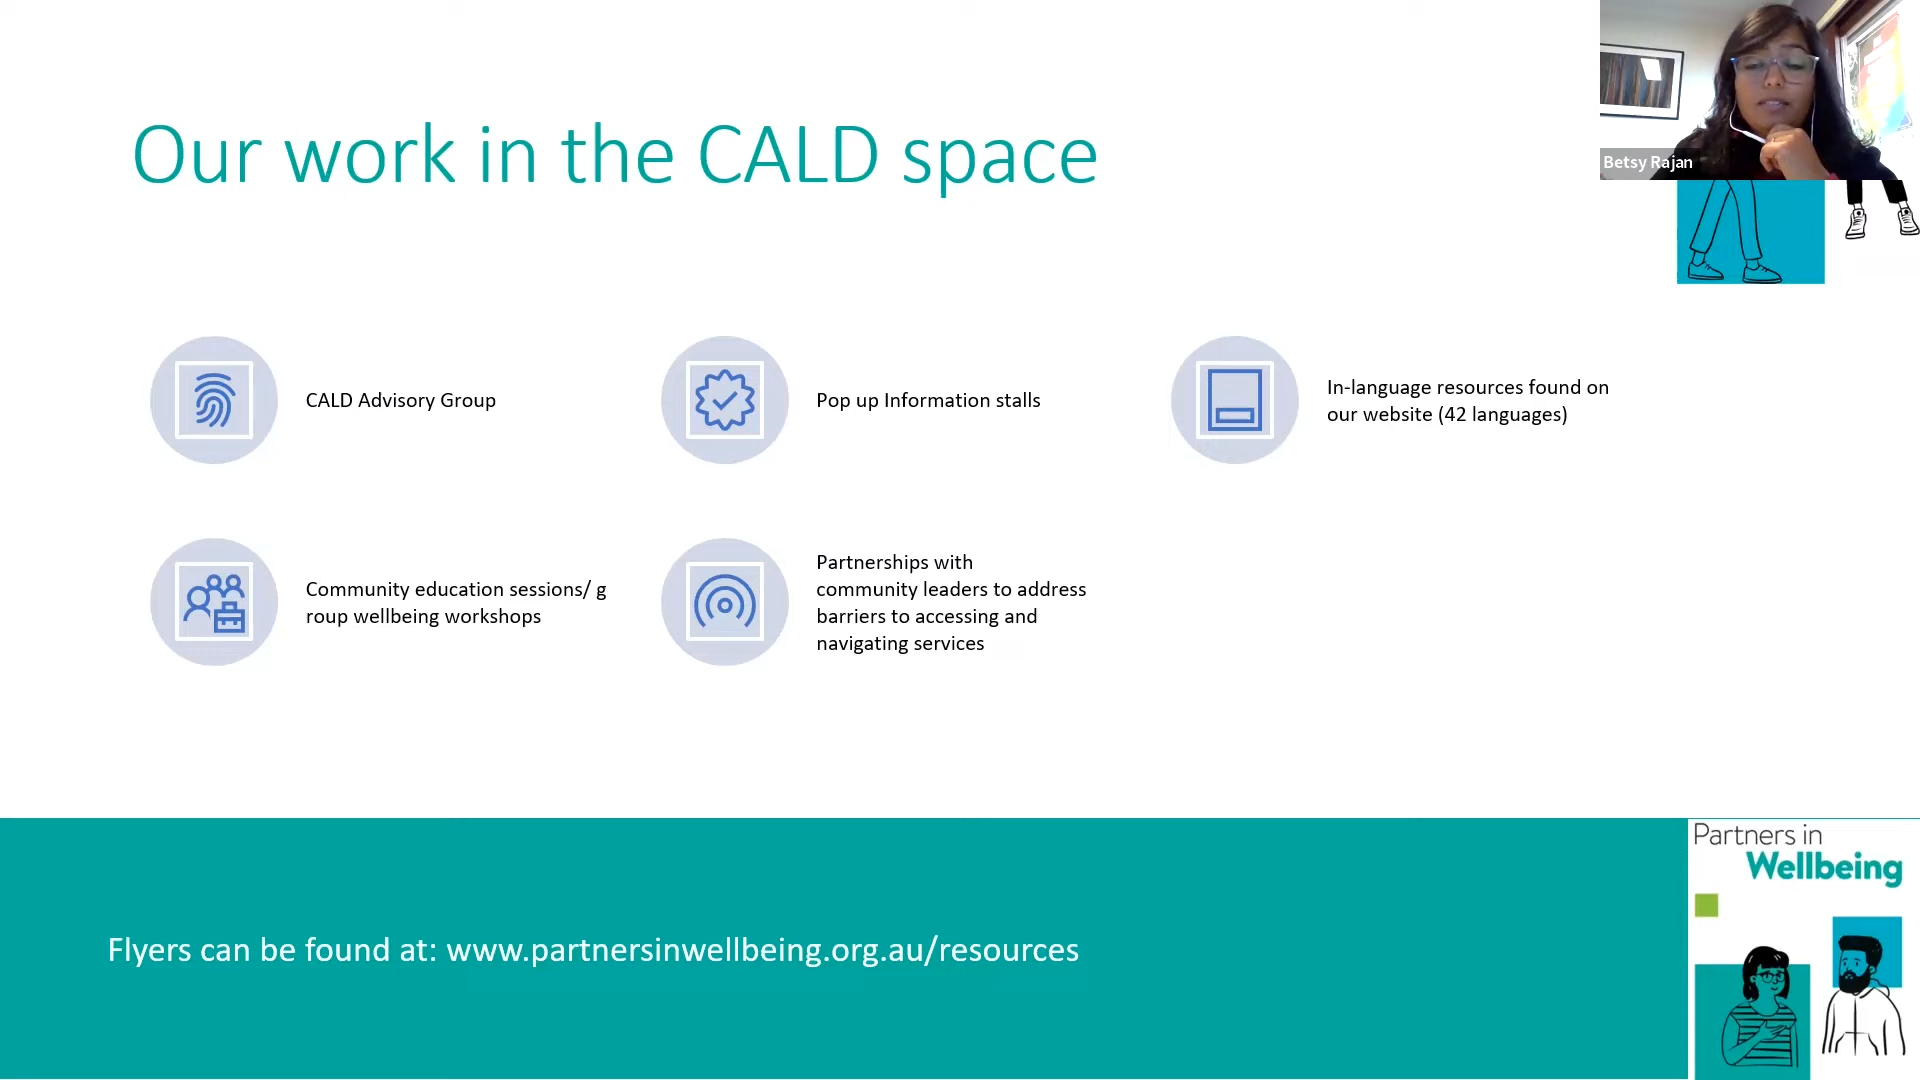 Our work in the CALD space
Betsy Rajan
CALD Advisory Group
Pop up Information stalls
In-language resources found on
our website (42 languages)
Community education sessions/ g
roup wellbeing workshops
Partnerships with
community leaders to address
barriers to accessing and
navigating services
Flyers can be found at: www.partnersinwellbeing.org.au/resources
Partners in
Wellbeing